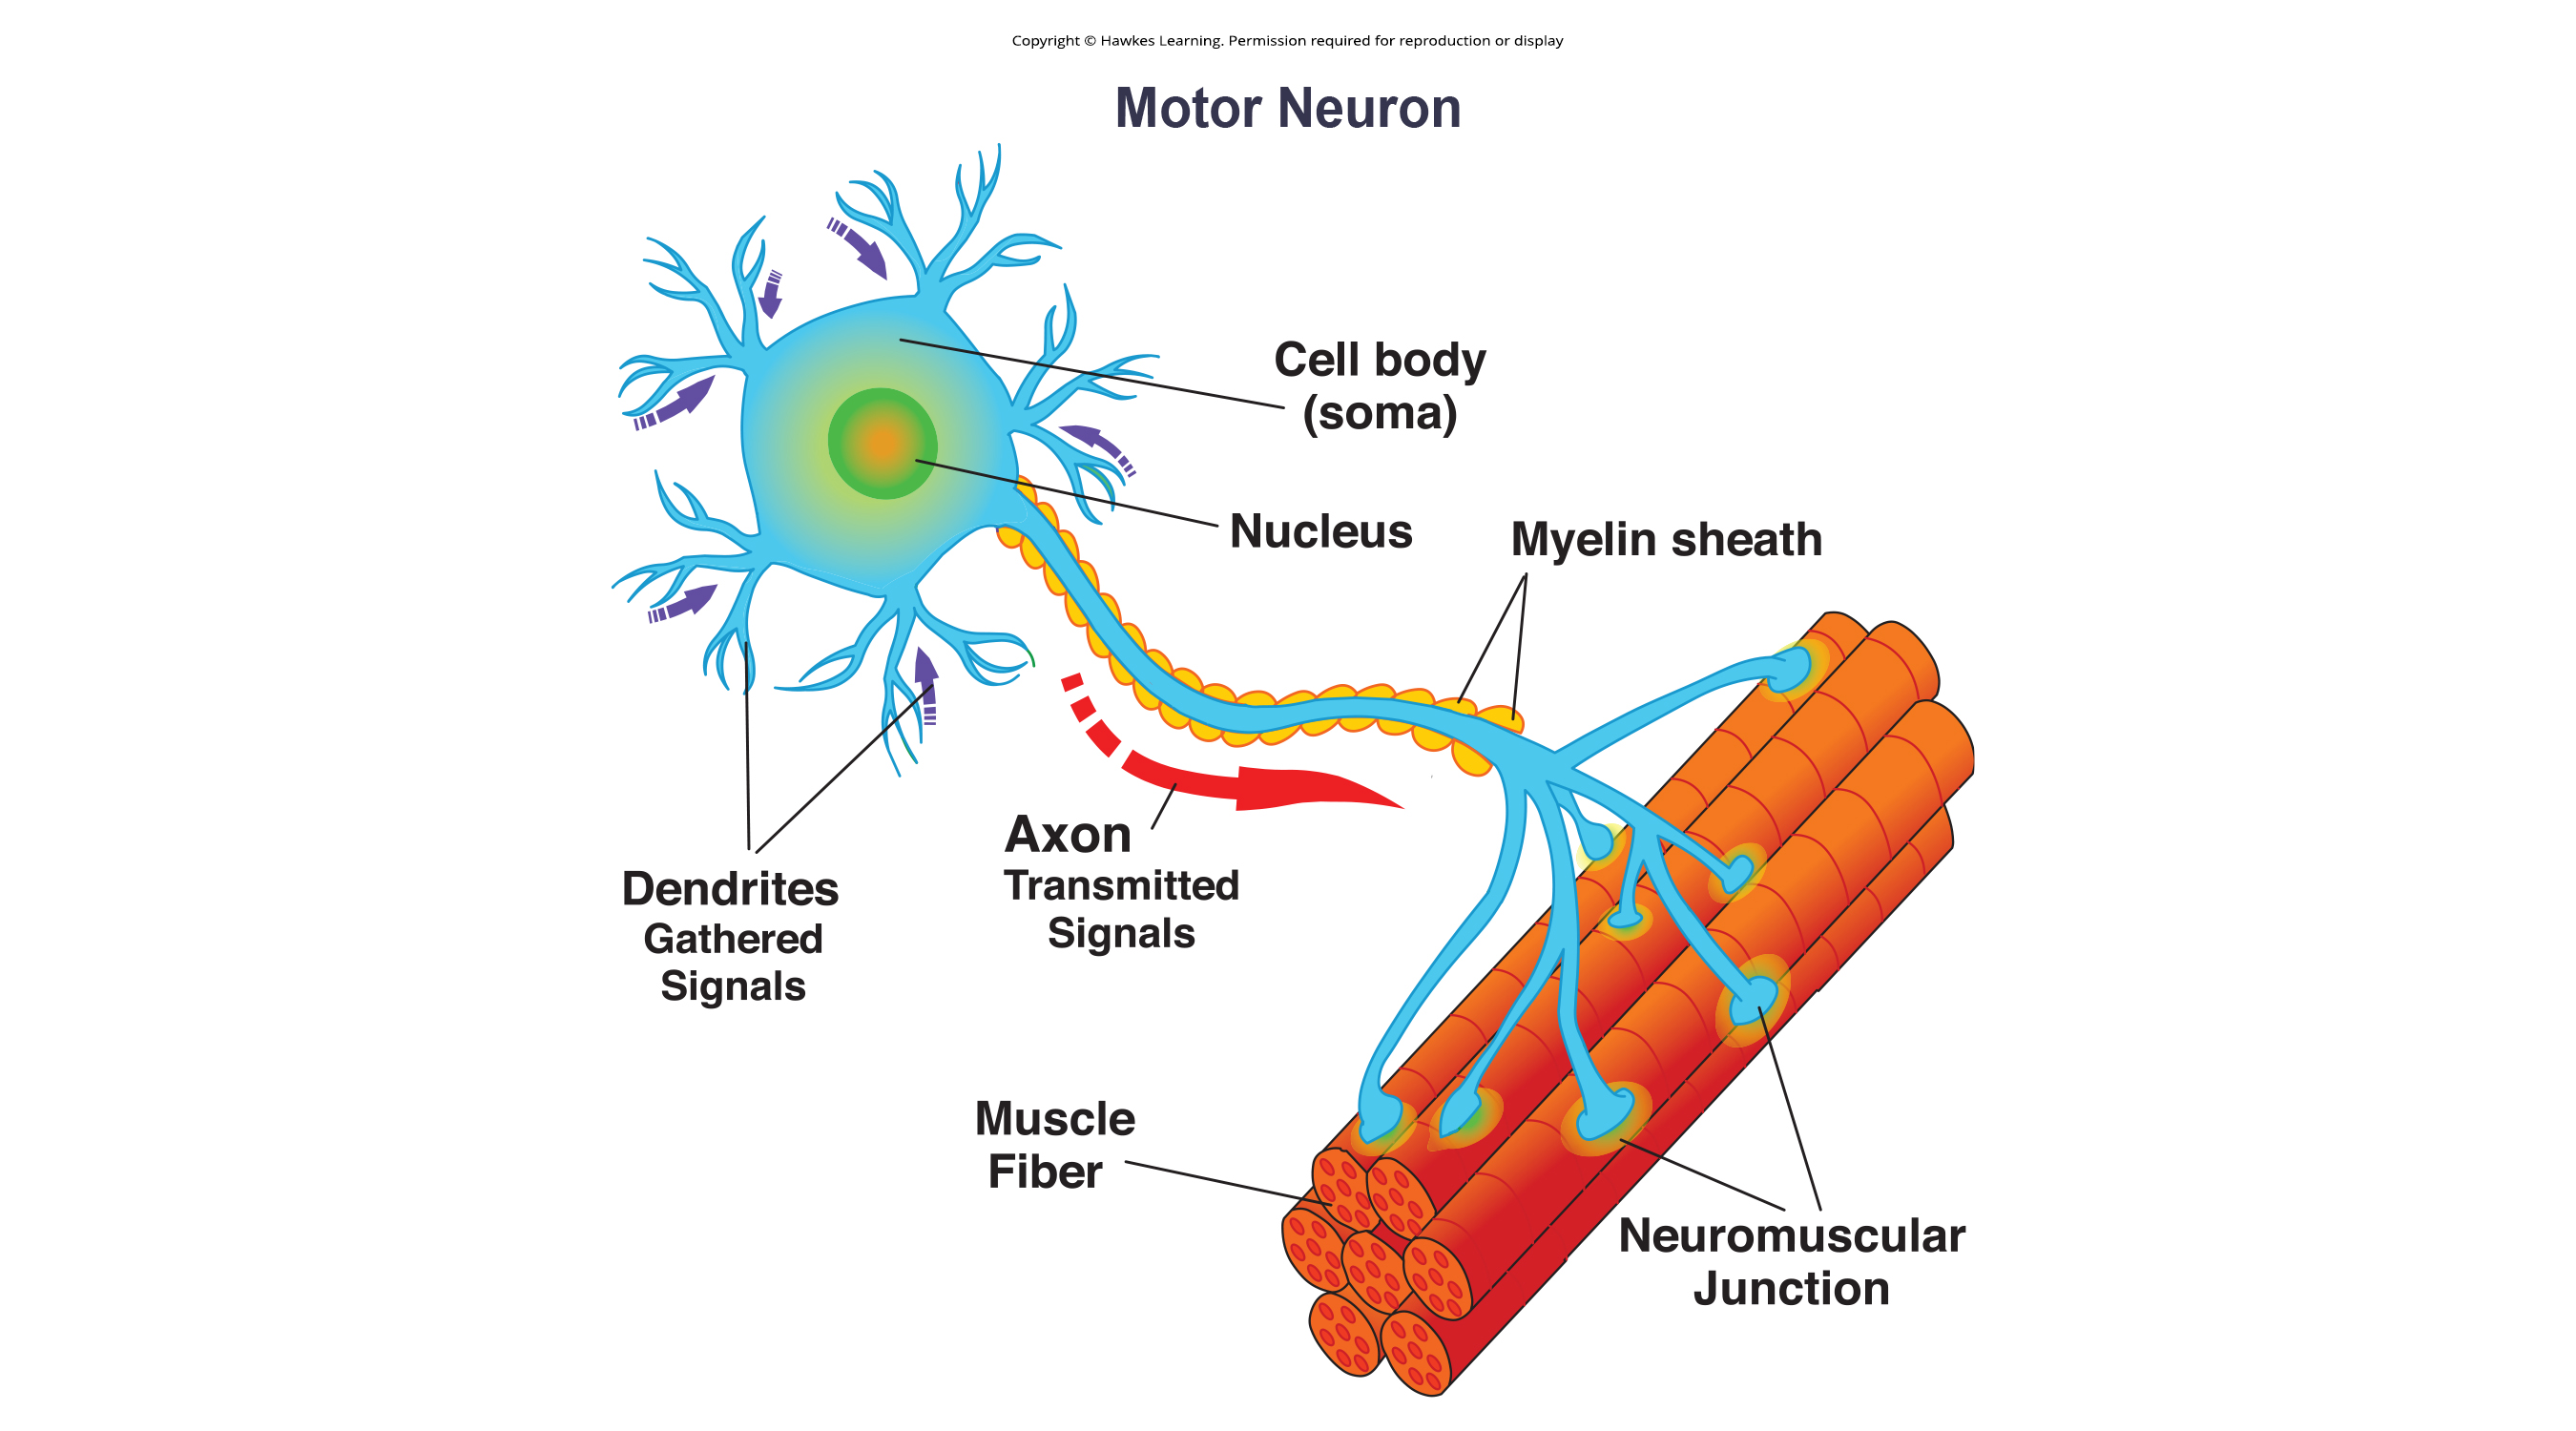 Copyright © Hawkes Learning. Permission required for reproduction or display
Motor Neuron
Cell body
(soma)
Nucleus
Myelin sheath
Axon
Transmitted
Signals
Dendrites
Gathered
Signals
Muscle
Fiber
Neuromuscular
Junction